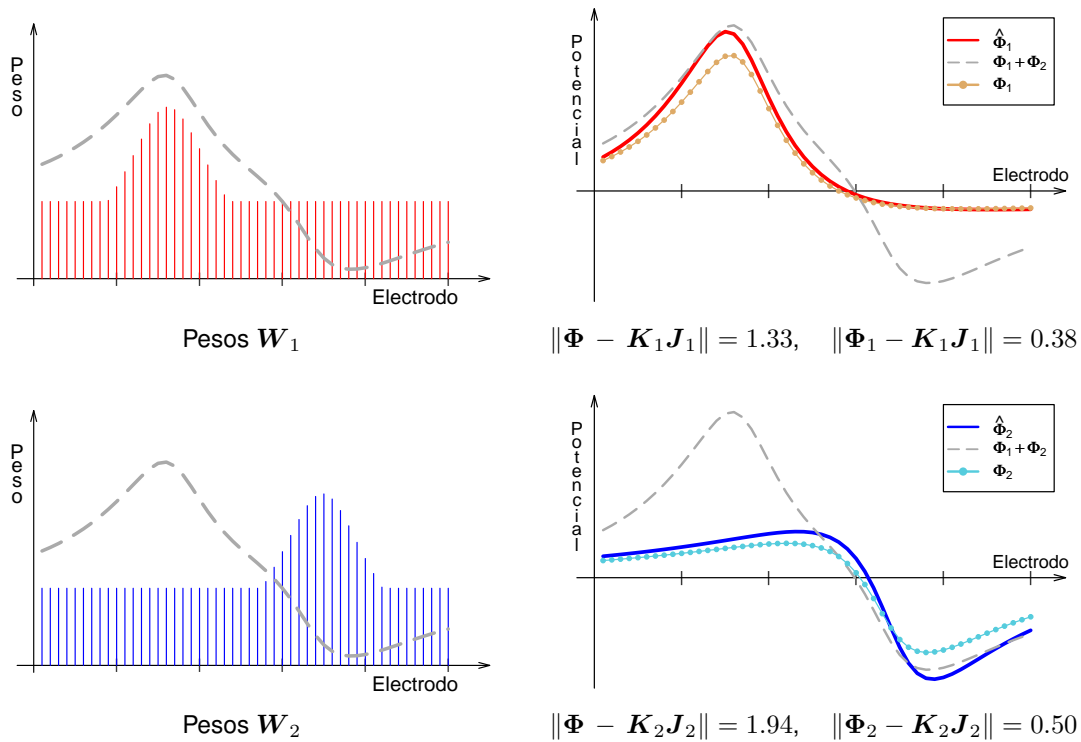 Peso
Electrodo
Pesos W₁
Potencial
Φ̂₁
Φ₁+Φ₂
Φ₁
Electrodo
‖Φ − K₁J₁‖ = 1.33, ‖Φ₁ − K₁J₁‖ = 0.38
Peso
Electrodo
Pesos W₂
Potencial
Φ̂₂
Φ₁+Φ₂
Φ₂
Electrodo
‖Φ − K₂J₂‖ = 1.94, ‖Φ₂ − K₂J₂‖ = 0.50